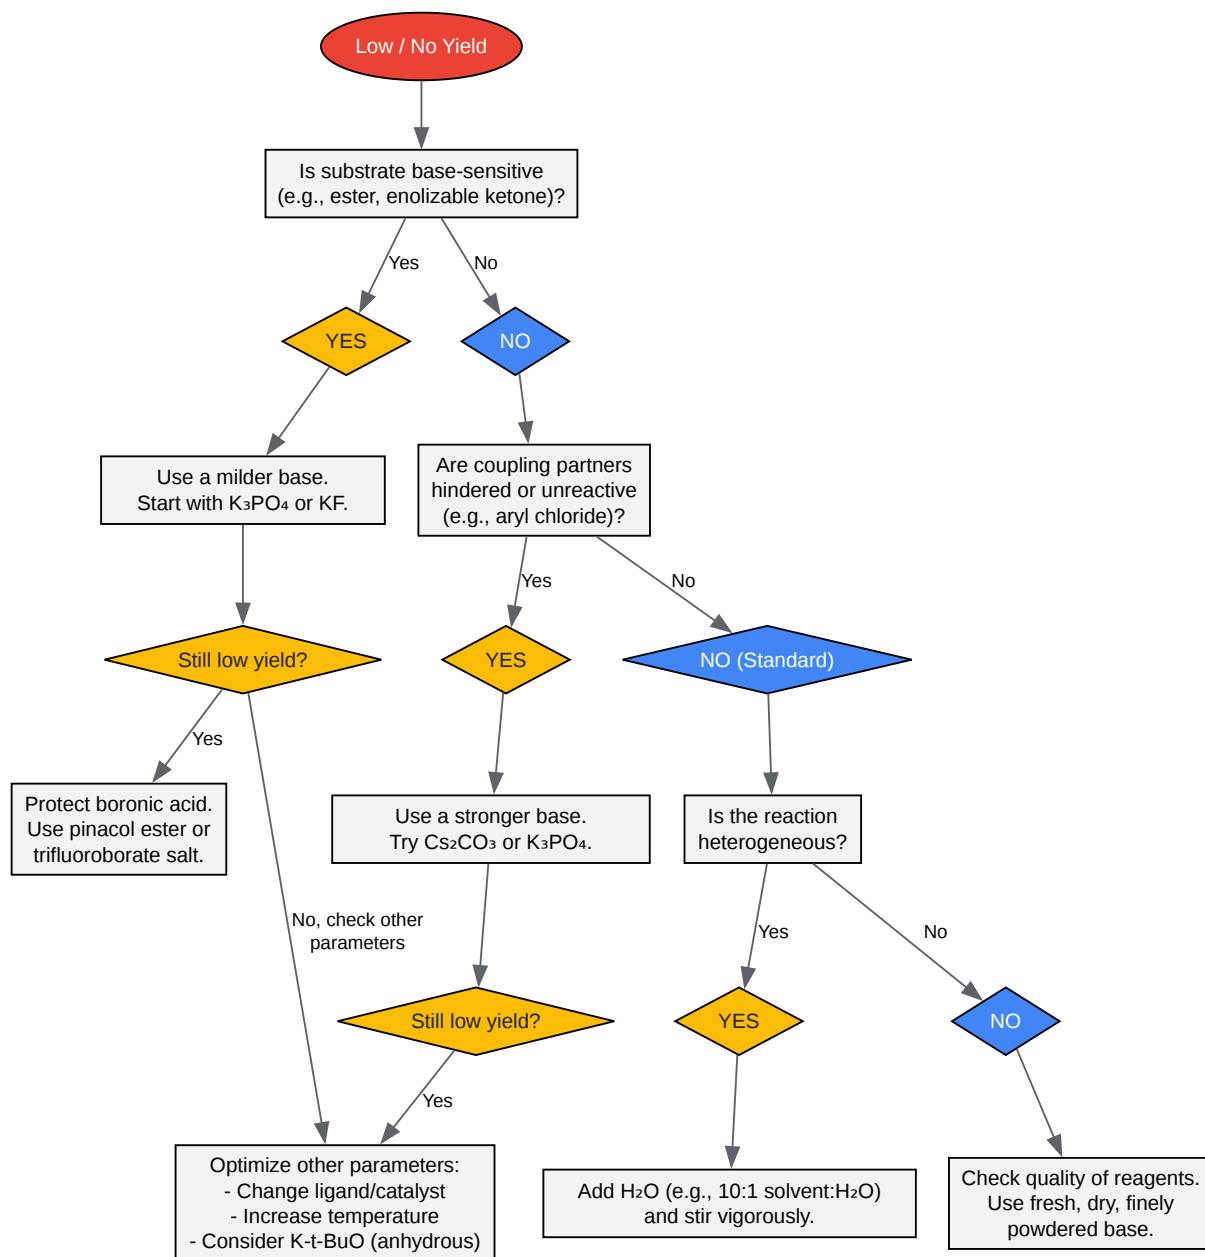 Low / No Yield
Is substrate base-sensitive
(e.g., ester, enolizable ketone)?
Yes
No
YES
NO
Use a milder base.
Start with K₃PO₄ or KF.
Are coupling partners
hindered or unreactive
(e.g., aryl chloride)?
Yes
No
Still low yield?
YES
NO (Standard)
Yes
Protect boronic acid.
Use pinacol ester or
trifluoroborate salt.
Use a stronger base.
Try Cs₂CO₃ or K₃PO₄.
Is the reaction
heterogeneous?
No, check other
parameters
Yes
No
Still low yield?
YES
NO
Yes
Optimize other parameters:
- Change ligand/catalyst
- Increase temperature
- Consider K-t-BuO (anhydrous)
Add H₂O (e.g., 10:1 solvent:H₂O)
and stir vigorously.
Check quality of reagents.
Use fresh, dry, finely
powdered base.